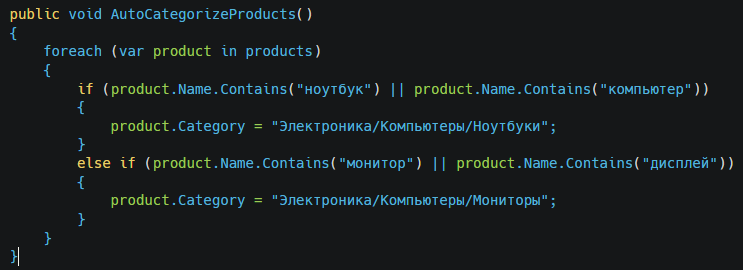 public void AutoCategorizeProducts()
{
    foreach (var product in products)
    {
        if (product.Name.Contains("ноутбук") || product.Name.Contains("компьютер"))
        {
            product.Category = "Электроника/Компьютеры/Ноутбуки";
        }
        else if (product.Name.Contains("монитор") || product.Name.Contains("дисплей"))
        {
            product.Category = "Электроника/Компьютеры/Мониторы";
        }
    }
}